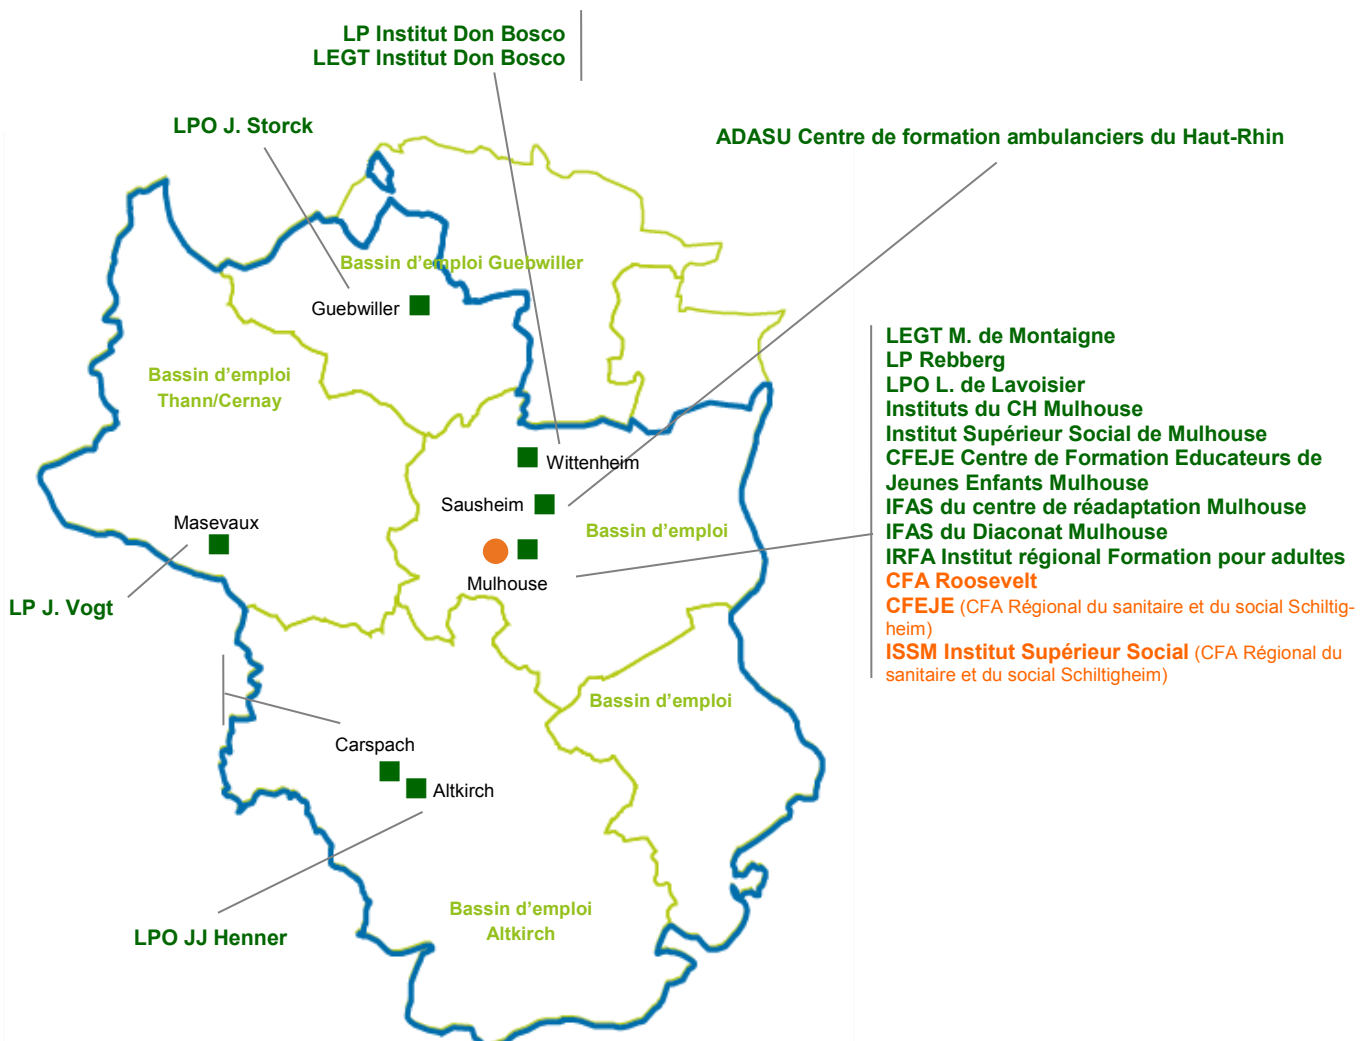 LP Institut Don Bosco
LEGT Institut Don Bosco
LPO J. Storck
ADASU Centre de formation ambulanciers du Haut-Rhin
Bassin d'emploi Guebwiller
Guebwiller
Bassin d'emploi
Thann/Cernay
LEGT M. de Montaigne
LP Rebberg
LPO L. de Lavoisier
Instituts du CH Mulhouse
Institut Supérieur Social de Mulhouse
CFEJE Centre de Formation Educateurs de
Jeunes Enfants Mulhouse
IFAS du centre de réadaptation Mulhouse
IFAS du Diaconat Mulhouse
IRFA Institut régional Formation pour adultes
CFA Roosevelt
CFEJE (CFA Régional du sanitaire et du social Schiltig-
heim)
ISSM Institut Supérieur Social (CFA Régional du
sanitaire et du social Schiltigheim)
Wittenheim
Sausheim
Bassin d'emploi
Masevaux
Mulhouse
LP J. Vogt
Bassin d'emploi
Carspach
Altkirch
Bassin d'emploi
Altkirch
LPO JJ Henner